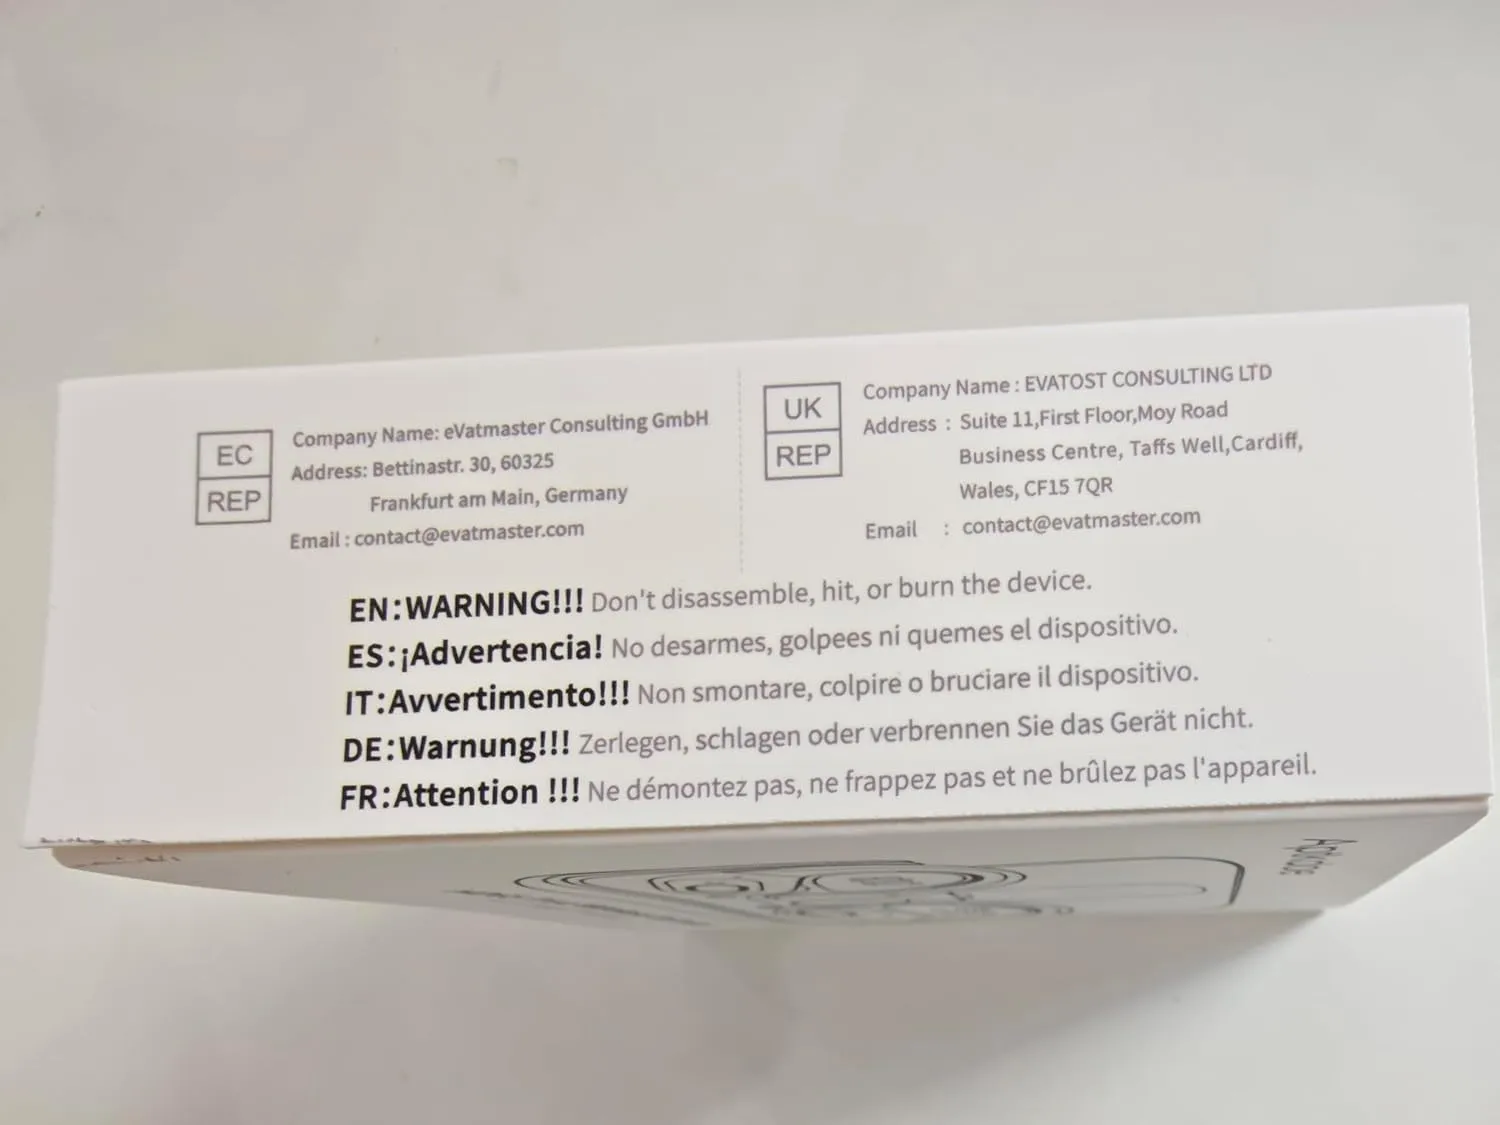 EC
REP
Company Name: eVatmaster Consulting GmbH
Address: Bettinastr. 30, 60325
Frankfurt am Main, Germany
Email : contact@evatmaster.com
UK
REP
Company Name : EVATOST CONSULTING LTD
Address : Suite 11,First Floor,Moy Road
Business Centre, Taffs Well,Cardiff,
Wales, CF15 7QR
Email : contact@evatmaster.com
EN:WARNING!!! Don't disassemble, hit, or burn the device.
ES:¡Advertencia! No desarmes, golpees ni quemes el dispositivo.
IT:Avvertimento!!! Non smontare, colpire o bruciare il dispositivo.
DE:Warnung!!! Zerlegen, schlagen oder verbrennen Sie das Gerät nicht.
FR:Attention !!! Ne démontez pas, ne frappez pas et ne brûlez pas l'appareil.